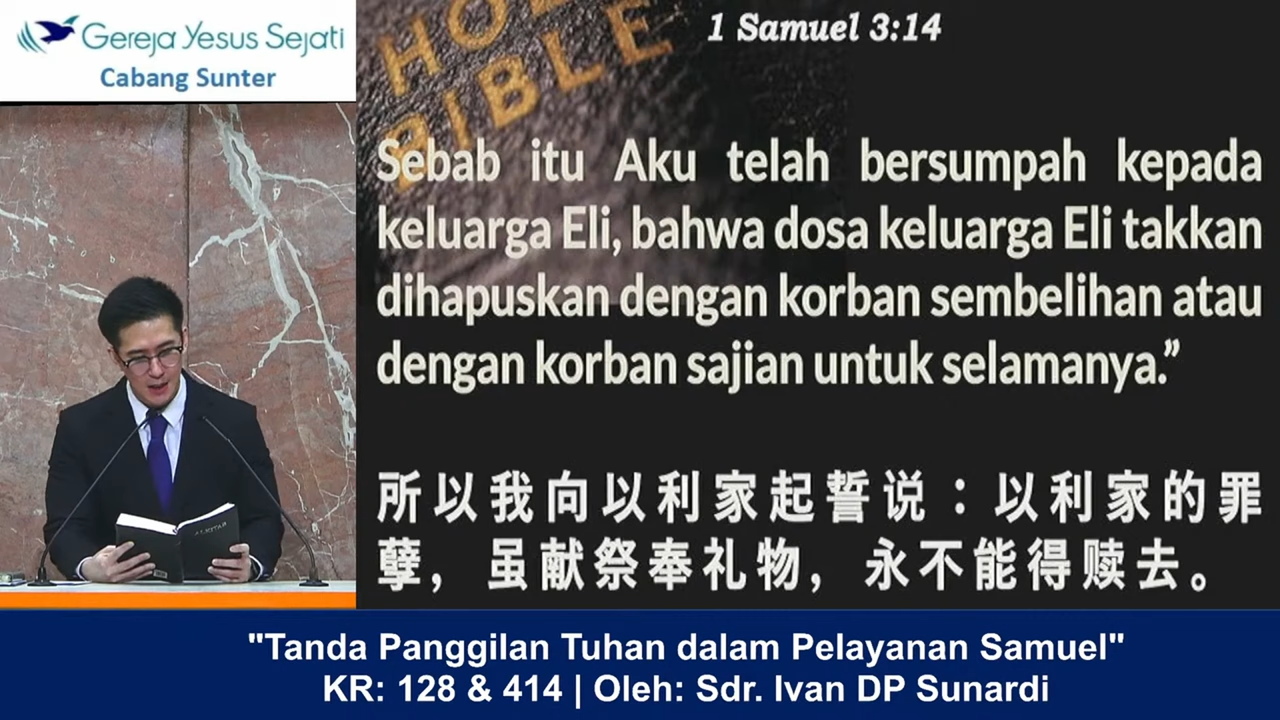 Gereja Yesus Sejati
Cabang Sunter
HOLY
BIBLE
1 Samuel 3:14
Sebab itu Aku telah bersumpah kepada
keluarga Eli, bahwa dosa keluarga Eli takkan
dihapuskan dengan korban sembelihan atau
dengan korban sajian untuk selamanya.”
所以我向以利家起誓说：以利家的罪
孽，虽献祭奉礼物，永不能得赎去。
ALKITAB
"Tanda Panggilan Tuhan dalam Pelayanan Samuel"
KR: 128 & 414 | Oleh: Sdr. Ivan DP Sunardi